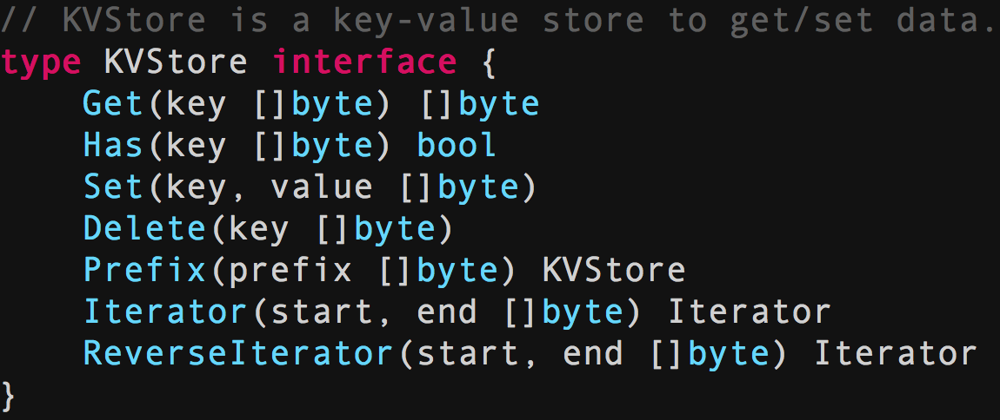 // KVStore is a key-value store to get/set data.
type KVStore interface {
    Get(key []byte) []byte
    Has(key []byte) bool
    Set(key, value []byte)
    Delete(key []byte)
    Prefix(prefix []byte) KVStore
    Iterator(start, end []byte) Iterator
    ReverseIterator(start, end []byte) Iterator
}